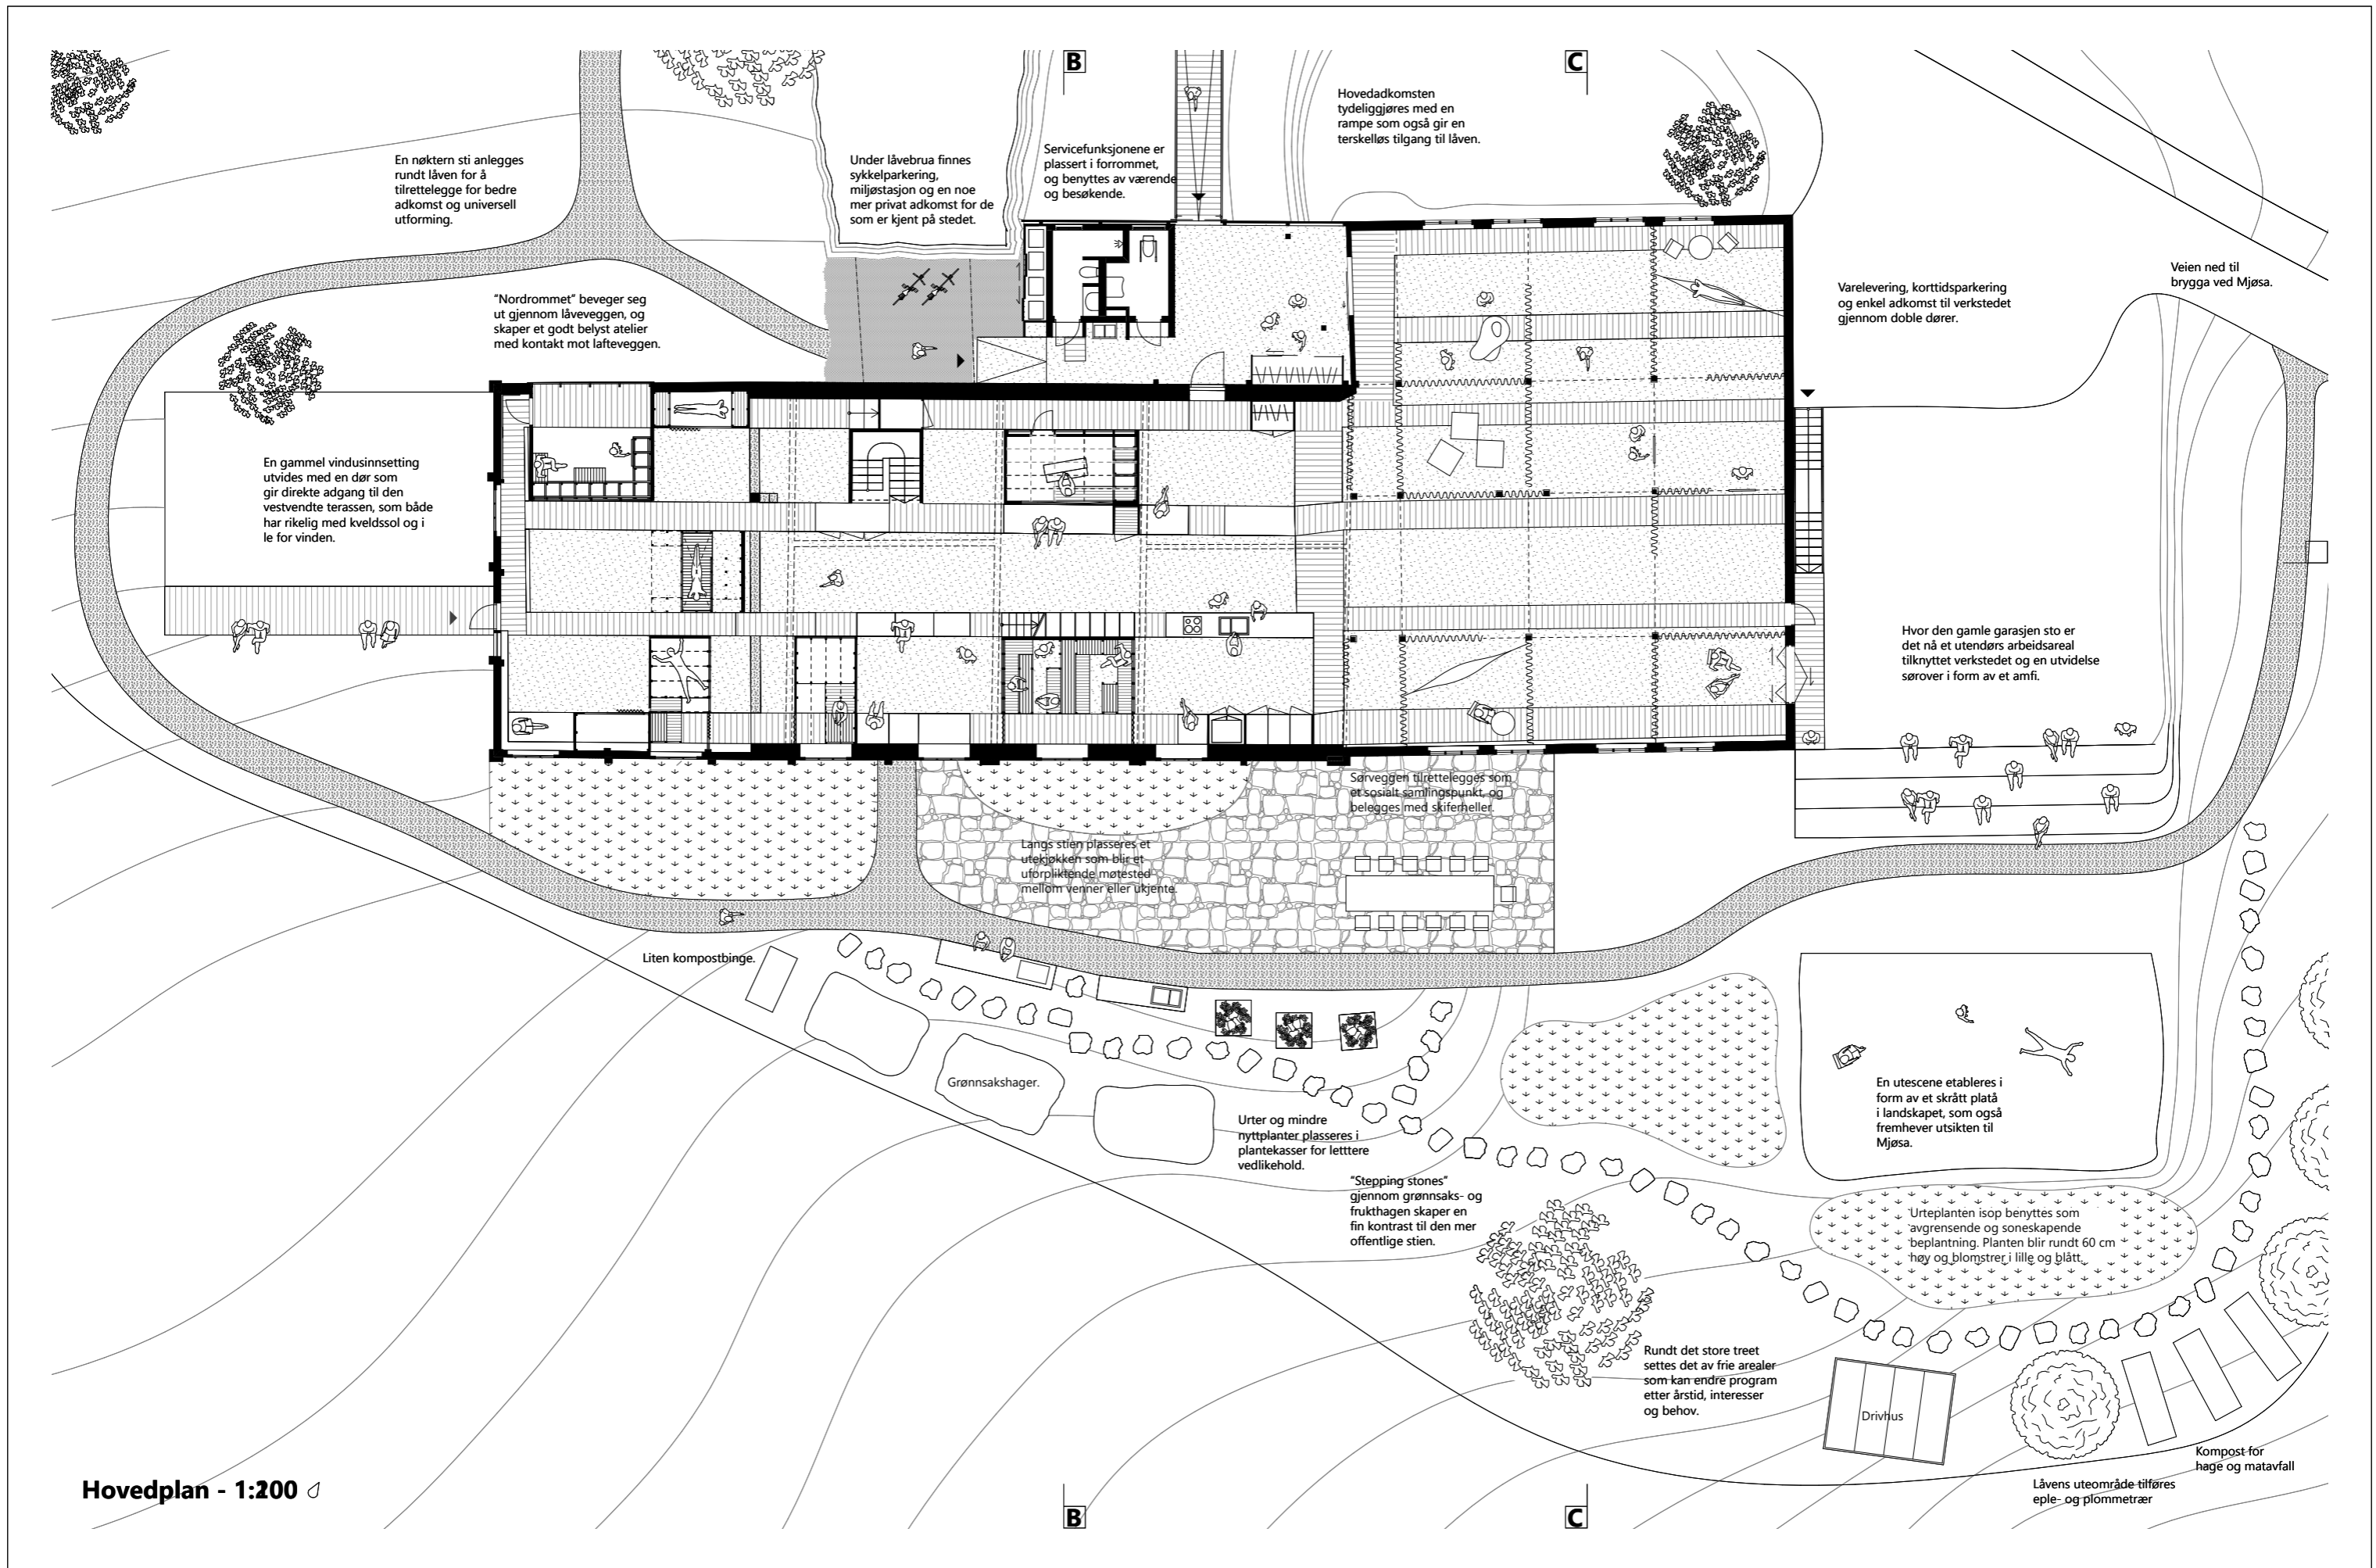 B
C
Hovedadkomsten
tydeliggjøres med en
rampe som også gir en
terskelløs tilgang til låven.
En nøktern sti anlegges
rundt låven for å
tilrettelegge for bedre
adkomst og universell
utforming.
Under låvebrua finnes
sykkelparkering,
miljøstasjon og en noe
mer privat adkomst for de
som er kjent på stedet.
Servicefunksjonene er
plassert i forrommet,
og benyttes av værende
og besøkende.
"Nordrommet" beveger seg
ut gjennom låveveggen, og
skaper et godt belyst atelier
med kontakt mot lafteveggen.
Varelevering, korttidsparkering
og enkel adkomst til verkstedet
gjennom doble dører.
Veien ned til
brygga ved Mjøsa.
En gammel vindusinnsetting
utvides med en dør som
gir direkte adgang til den
vestvendte terassen, som både
har rikelig med kveldssol og i
le for vinden.
Hvor den gamle garasjen sto er
det nå et utendørs arbeidsareal
tilknyttet verkstedet og en utvidelse
sørover i form av et amfi.
Sørveggen tilrettelegges som
et sosialt samlingspunkt, og
belegges med skiferheller.
Langs stien plasseres et
utekjøkken som blir et
uforpliktende møtested
mellom venner eller ukjente.
Liten kompostbinge.
Grønnsakshager.
Urter og mindre
nyttplanter plasseres i
plantekasser for letttere
vedlikehold.
En utescene etableres i
form av et skrått platå
i landskapet, som også
fremhever utsikten til
Mjøsa.
"Stepping stones"
gjennom grønnsaks- og
frukthagen skaper en
fin kontrast til den mer
offentlige stien.
Urteplanten isop benyttes som
avgrensende og soneskapende
beplantning. Planten blir rundt 60 cm
høy og blomstrer i lille og blått.
Rundt det store treet
settes det av frie arealer
som kan endre program
etter årstid, interesser
og behov.
Drivhus
Kompost for
hage og matavfall
Låvens uteområde tilføres
eple- og plommetrær
Hovedplan - 1:200
B
C